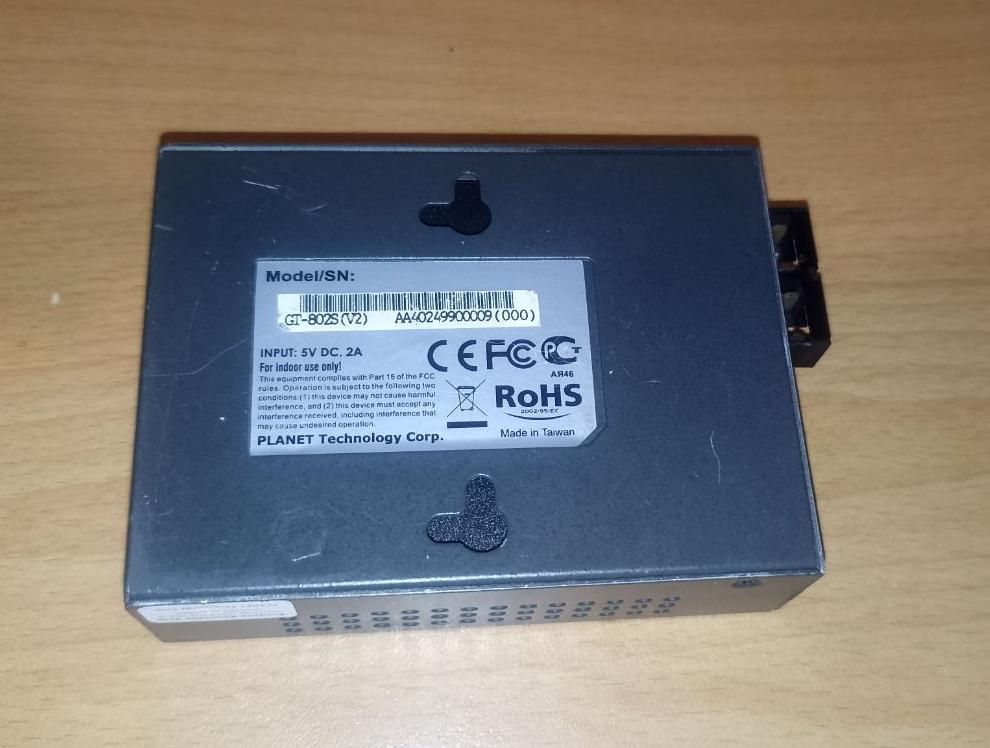 Model/SN:
GT-802S(V2) AA40249900009(000)
INPUT: 5V DC, 2A
For Indoor use only!
This equipment complies with Part 15 of the FCC
rules. Operation is subject to the following two
conditions:(1) this device may not cause harmful
interference, and (2) this device must accept any
interference received, including interference that
may cause undesired operation.
PLANET Technology Corp.
CE FC PCT
АЯ46
RoHS
2002/95/EC
Made in Taiwan